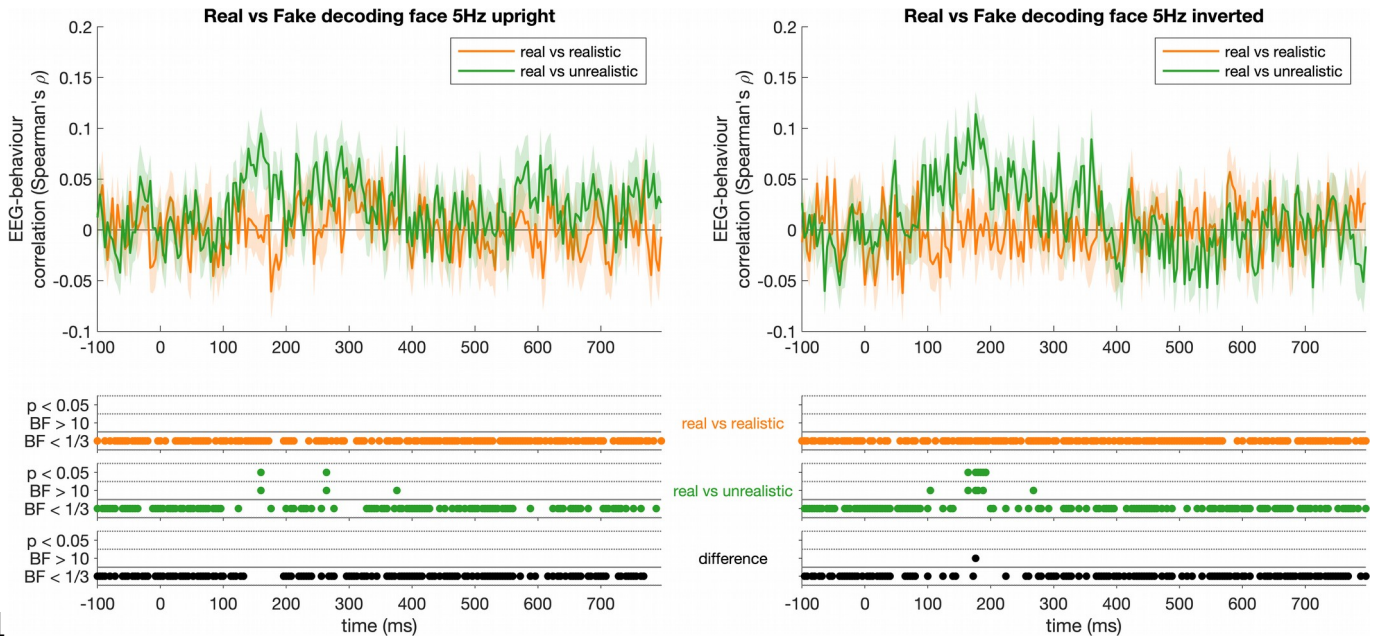 Real vs Fake decoding face 5Hz upright
0.2
0.15
0.1
0.05
0
-0.05
-0.1
EEG-behaviour
correlation (Spearman's ρ)
real vs realistic
real vs unrealistic
-100 0 100 200 300 400 500 600 700
Real vs Fake decoding face 5Hz inverted
0.2
0.15
0.1
0.05
0
-0.05
-0.1
EEG-behaviour
correlation (Spearman's ρ)
real vs realistic
real vs unrealistic
-100 0 100 200 300 400 500 600 700
p < 0.05
BF > 10
BF < 1/3
real vs realistic
p < 0.05
BF > 10
BF < 1/3
real vs unrealistic
p < 0.05
BF > 10
BF < 1/3
difference
-100 0 100 200 300 400 500 600 700
time (ms)
-100 0 100 200 300 400 500 600 700
time (ms)